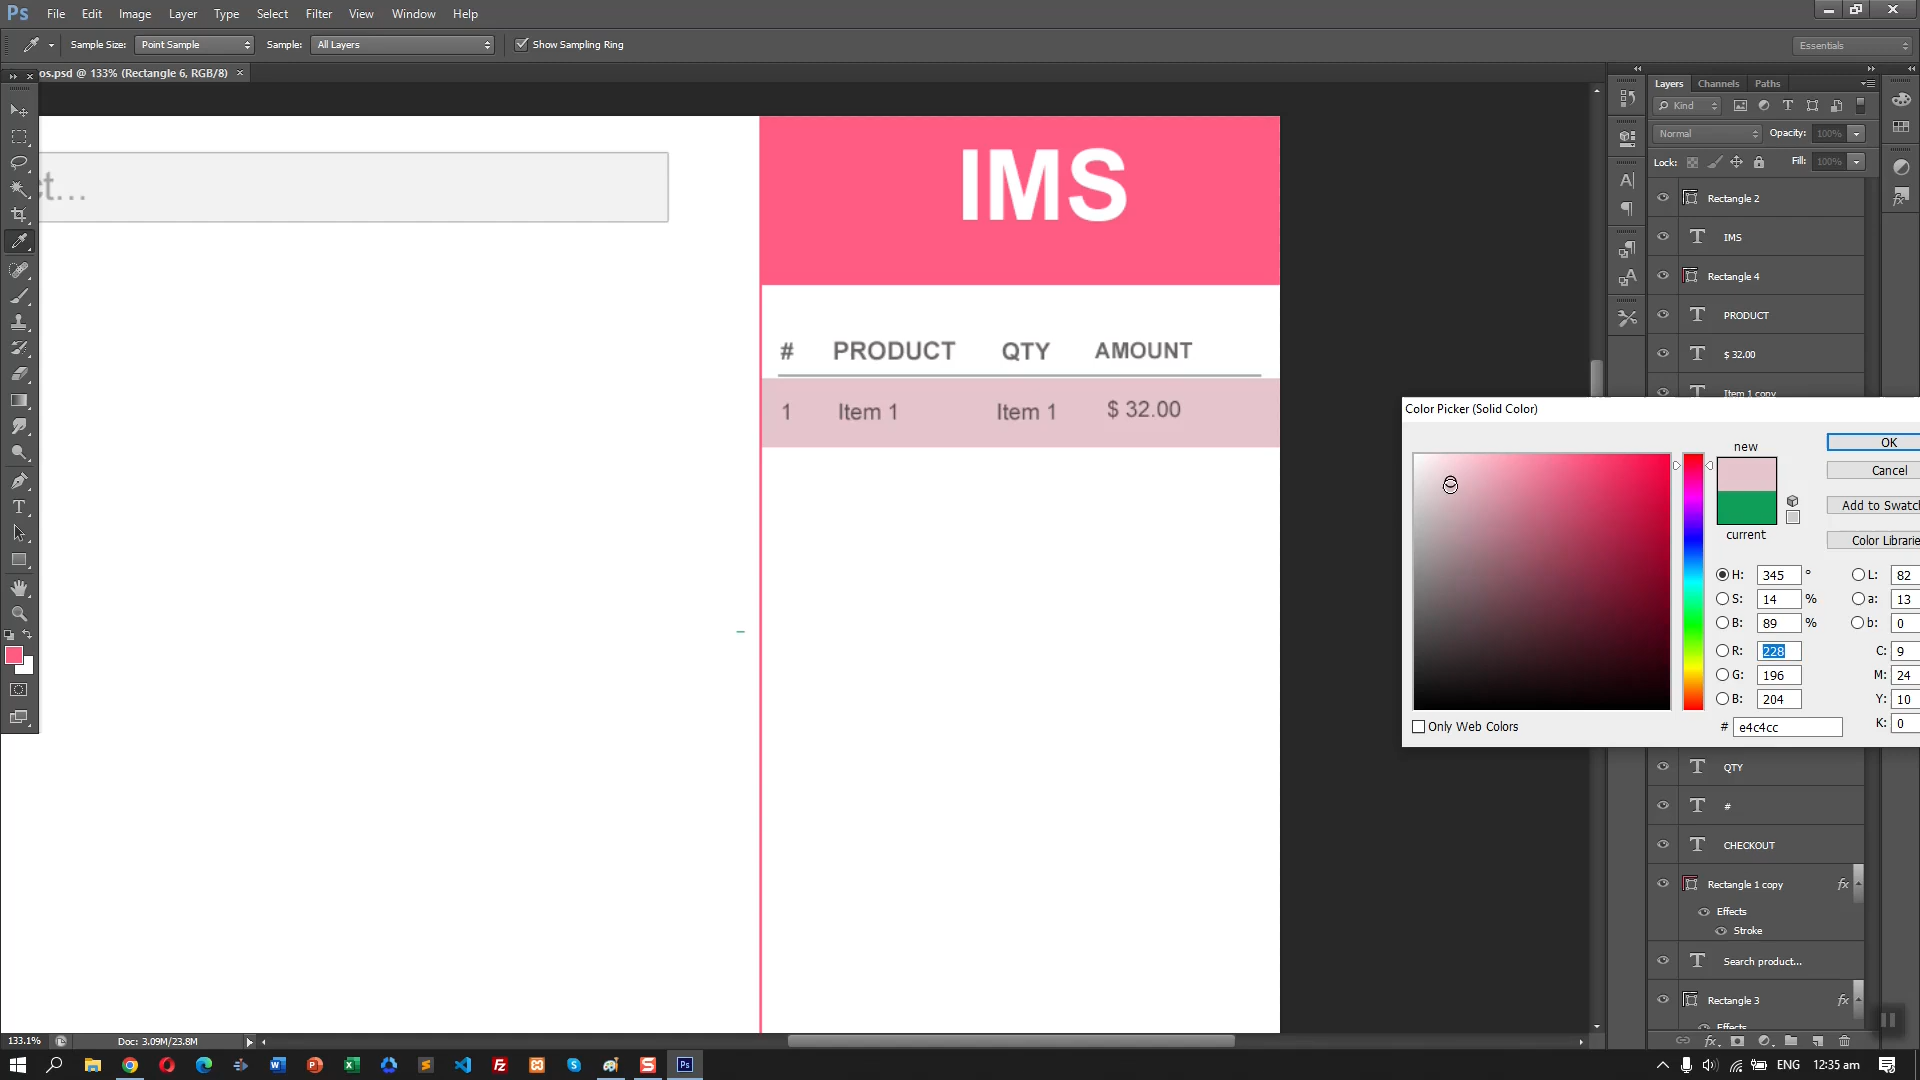 Ps File Edit Image Layer Type Select Filter View Window Help
Sample Size: Point Sample Sample: All Layers Show Sampling Ring Essentials
os.psd @ 133% (Rectangle 6, RGB/8) ×
ct...
IMS
# PRODUCT QTY AMOUNT
1 Item 1 Item 1 $ 32.00
Layers Channels Paths
Kind
Normal Opacity: 100%
Lock: Fill: 100%
Rectangle 2
IMS
Rectangle 4
PRODUCT
$ 32.00
Item 1 copy
Color Picker (Solid Color)
new
current
OK
Cancel
Add to Swatch
Color Librarie
H: 345 °
S: 14 %
B: 89 %
R: 228
G: 196
B: 204
# e4c4cc
L: 82
a: 13
b: 0
C: 9
M: 24
Y: 10
K: 0
Only Web Colors
QTY
#
CHECKOUT
Rectangle 1 copy fx
Effects
Stroke
Search product...
Rectangle 3 fx
Effects
133.1% Doc: 3.09M/23.8M
ENG 12:35 am